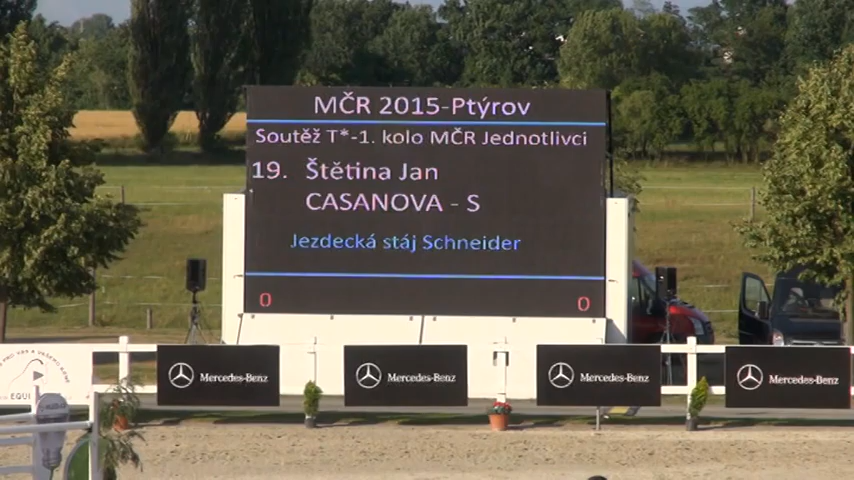 MČR 2015-Ptýrov
Soutěž T*-1. kolo MČR Jednotlivci
19. Štětina Jan
CASANOVA - S
Jezdecká stáj Schneider
0 0
Mercedes-Benz
Mercedes-Benz
Mercedes-Benz
Mercedes-Benz
EQUI